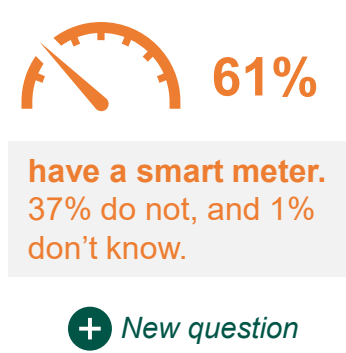 61%
have a smart meter.
37% do not, and 1%
don’t know.
New question